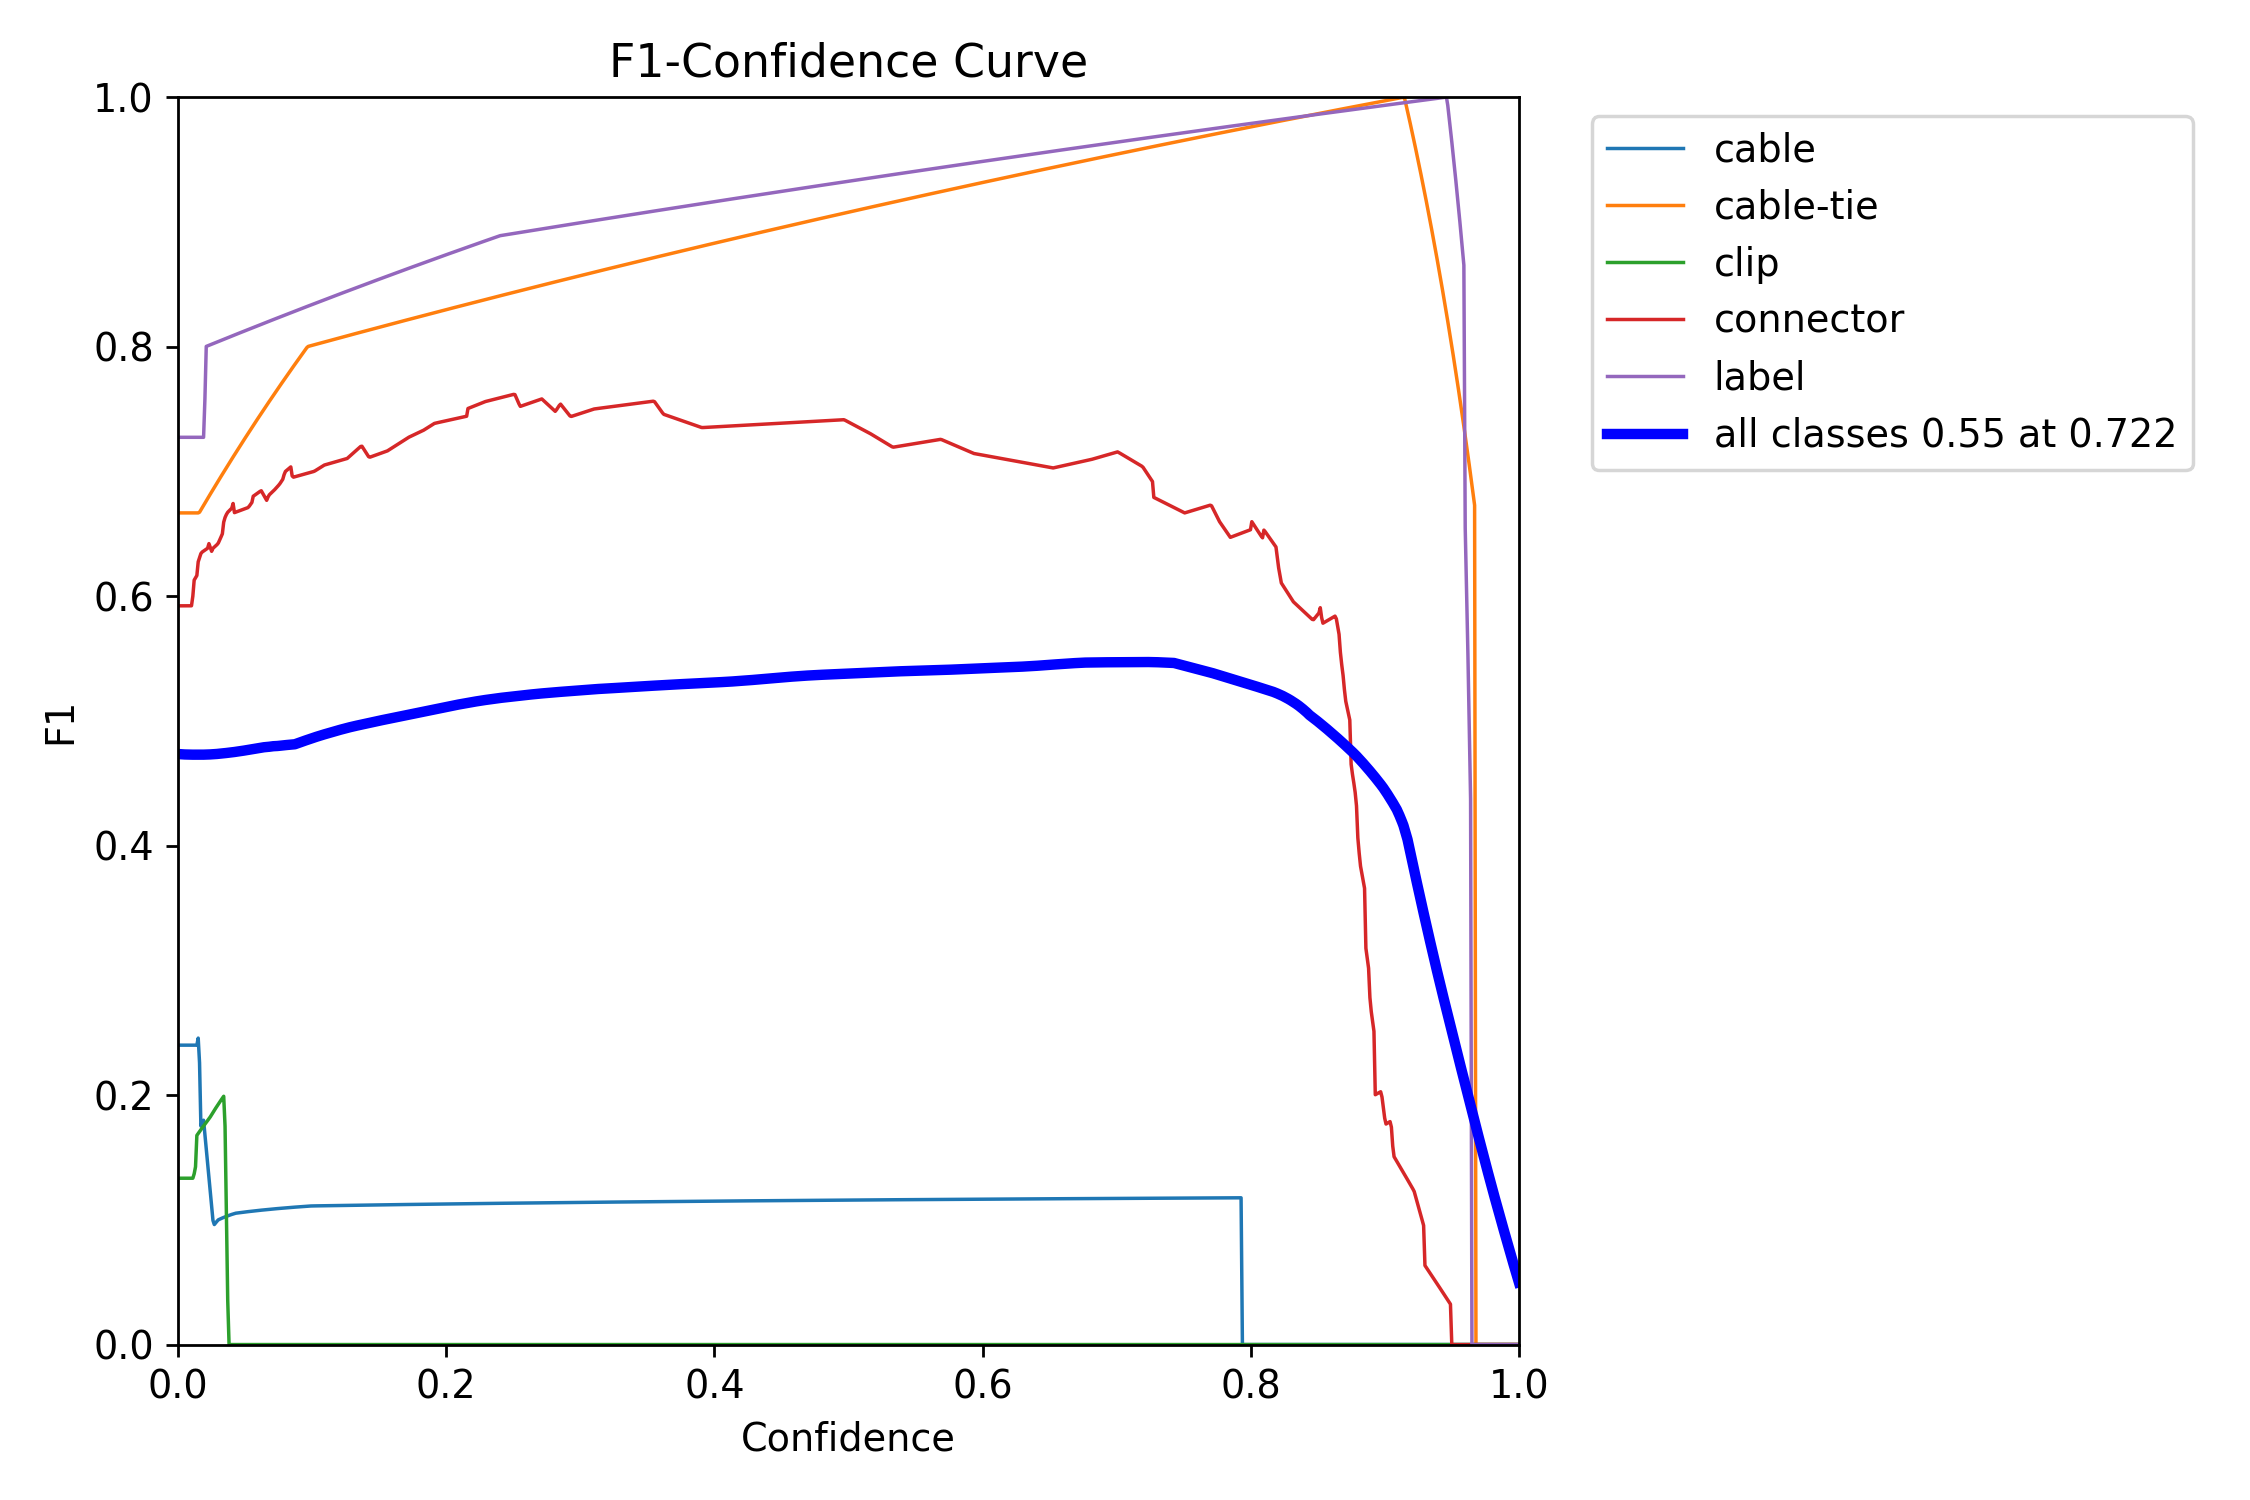 F1-Confidence Curve
1.0
0.8
0.6
0.4
0.2
0.0
F1
0.0 0.2 0.4 0.6 0.8 1.0
Confidence
cable
cable-tie
clip
connector
label
all classes 0.55 at 0.722